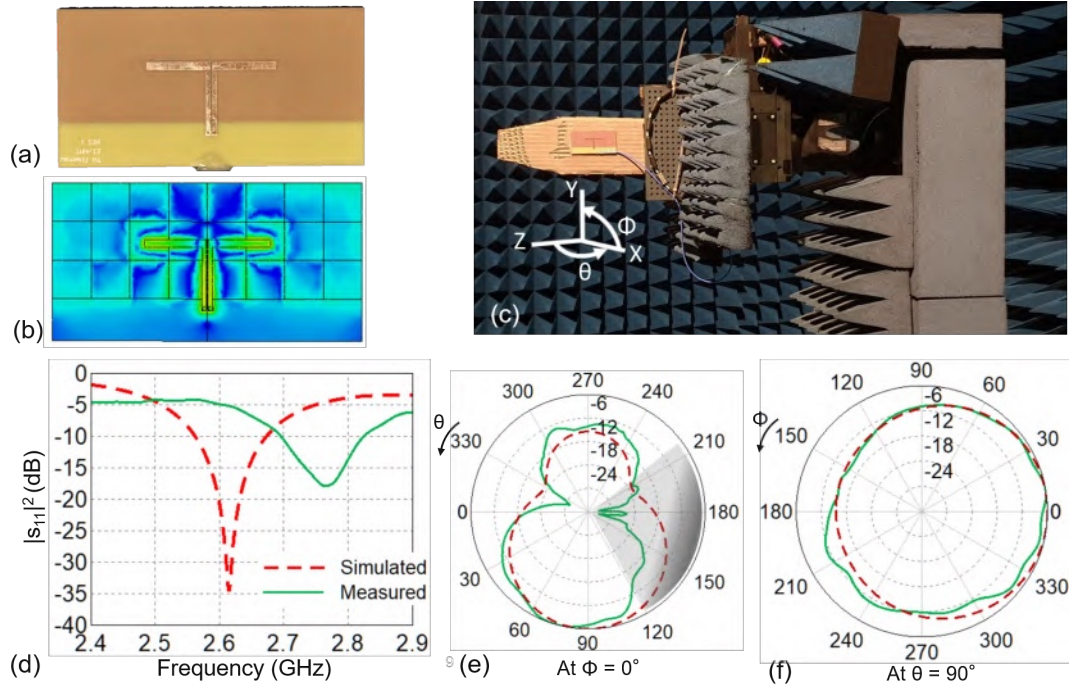 (a)
(b)
(c)
Y
Φ
Z
X
θ
|s₁₁|² (dB)
0
-5
-10
-15
-20
-25
-30
-35
-40
2.4
2.5
2.6
2.7
2.8
2.9
Frequency (GHz)
Simulated
Measured
(d)
θ
270
300
240
330
210
0
180
30
150
60
120
90
-6
-12
-18
-24
9
(e)
At Φ = 0°
Φ
90
120
60
150
30
180
0
210
330
240
300
270
-6
-12
-18
-24
(f)
At θ = 90°